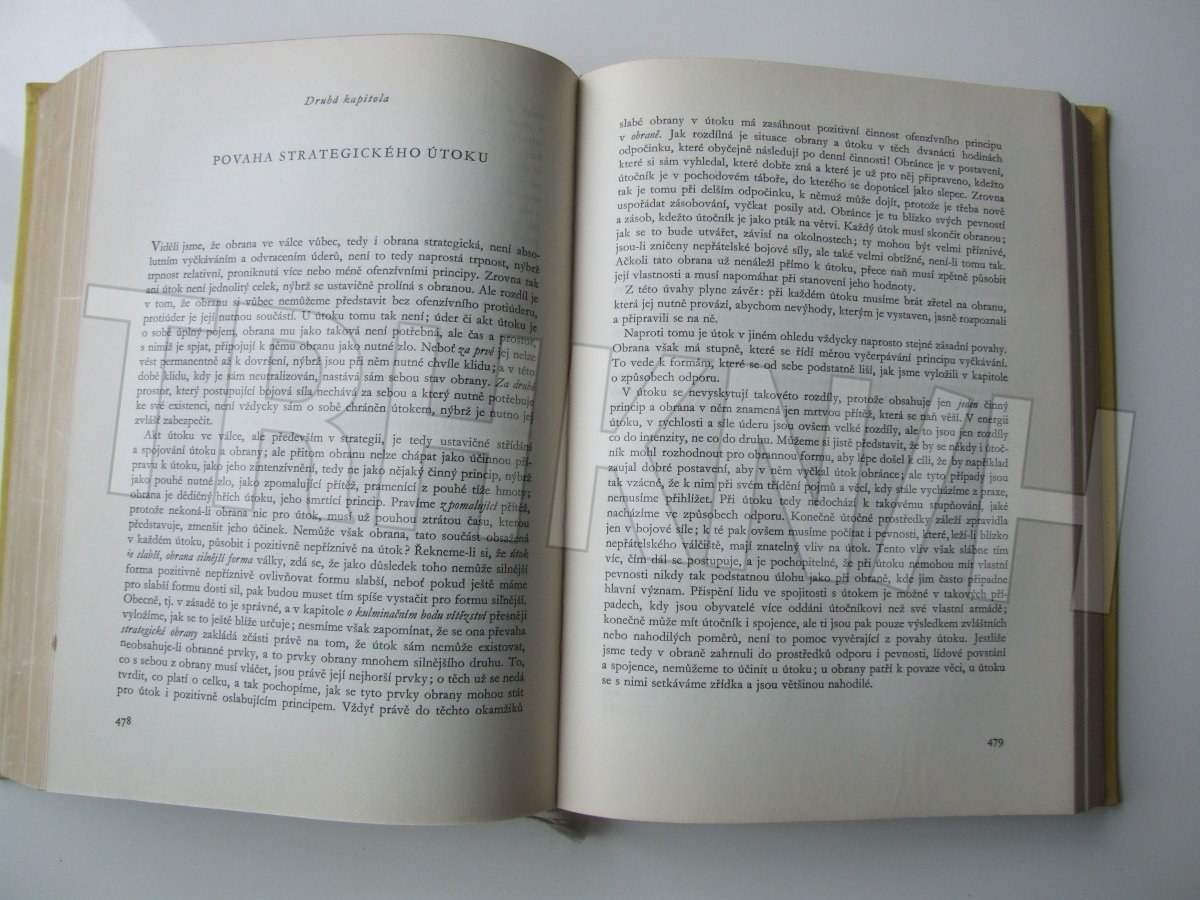 Druhá kapitola
POVAHA STRATEGICKÉHO ÚTOKU
Viděli jsme, že obrana ve válce vůbec, tedy i obrana strategická, není abso-
lutním vyčkáváním a odvracením úderů, není to tedy naprostá trpnost, nýbrž
trpnost relativní, proniknutá více nebo méně ofenzívními principy. Zrovna tak
ani útok není jednolitý celek, nýbrž se ustavičně prolíná s obranou. Ale rozdíl je
v tom, že obranu si vůbec nemůžeme představit bez ofenzívního protiúderu,
protiúder je její nutnou součástí. U útoku tomu tak není; úder či akt útoku je
o sobě úplný pojem, obrana mu jako taková není potřebná, ale čas a prostor,
s nimiž je spjat, připojují k němu obranu jako nutné zlo. Neboť za prvé jej nelze
vést permanentně až k dovršení, nýbrž jsou při něm nutné chvíle klidu; a v této
době klidu, kdy je sám neutralizován, nastává sám sebou stav obrany. Za druhé
prostor, který postupující bojová síla nechává za sebou a který nutně potřebuje
ke své existenci, není vždycky sám o sobě chráněn útokem, nýbrž je nutno jej
zvlášť zabezpečit.
Akt útoku ve válce, ale především v strategii, je tedy ustavičné střídání
a spojování útoku a obrany; ale přitom obranu nelze chápat jako účinnou pří-
pravu k útoku, jako jeho zintenzívnění, tedy ne jako nějaký činný princip, nýbrž
jako pouhé nutné zlo, jako zpomalující přítěž, pramenící z pouhé tíže hmoty;
obrana je dědičný hřích útoku, jeho smrtící princip. Pravíme zpomalující přítěž,
protože nekoná-li obrana nic pro útok, musí už pouhou ztrátou času, kterou
představuje, zmenšit jeho účinek. Nemůže však obrana, tato součást obsažená
v každém útoku, působit i pozitivně nepříznivě na útok? Řekneme-li si, že útok
je slabší, obrana silnější forma války, zdá se, že jako důsledek toho nemůže silnější
forma pozitivně nepříznivě ovlivňovat formu slabší, neboť pokud ještě máme
pro slabší formu dosti sil, pak budou muset tím spíše vystačit pro formu silnější.
Obecně, tj. v zásadě to je správné, a v kapitole o kulminačním bodu vítězství přesněji
vyložíme, jak se to ještě blíže určuje; nesmíme však zapomínat, že se ona převaha
strategické obrany zakládá zčásti právě na tom, že útok sám nemůže existovat,
neobsahuje-li obranné prvky, a to prvky obrany mnohem silnějšího druhu. To,
co s sebou z obrany musí vláčet, jsou právě její nejhorší prvky; o těch už se nedá
tvrdit, co platí o celku, a tak pochopíme, jak se tyto prvky obrany mohou stát
pro útok i pozitivně oslabujícím principem. Vždyť právě do těchto okamžiků
478
slabé obrany v útoku má zasáhnout pozitivní činnost ofenzívního principu
v obraně. Jak rozdílná je situace obrany a útoku v těch dvanácti hodinách
odpočinku, které obyčejně následují po denní činnosti! Obránce je v postavení,
které si sám vyhledal, které dobře zná a které je už pro něj připraveno, kdežto
útočník je v pochodovém táboře, do kterého se dopotácel jako slepec. Zrovna
tak je tomu při delším odpočinku, k němuž může dojít, protože je třeba nově
uspořádat zásobování, vyčkat posily atd. Obránce je tu blízko svých pevností
a zásob, kdežto útočník je jako pták na větvi. Každý útok musí skončit obranou;
jak se to bude utvářet, závisí na okolnostech; ty mohou být velmi příznivé,
jsou-li zničeny nepřátelské bojové síly, ale také velmi obtížné, není-li tomu tak.
Ačkoli tato obrana už nenáleží přímo k útoku, přece naň musí zpětně působit
její vlastnosti a musí napomáhat při stanovení jeho hodnoty.
Z této úvahy plyne závěr: při každém útoku musíme brát zřetel na obranu,
která jej nutně provází, abychom nevýhody, kterým je vystaven, jasně rozpoznali
a připravili se na ně.
Naproti tomu je útok v jiném ohledu vždycky naprosto stejné zásadní povahy.
Obrana však má stupně, které se řídí měrou vyčerpávání principu vyčkávání.
To vede k formám, které se od sebe podstatně liší, jak jsme vyložili v kapitole
o způsobech odporu.
V útoku se nevyskytují takovéto rozdíly, protože obsahuje jen jeden činný
princip a obrana v něm znamená jen mrtvou přítěž, která se naň věší. V energii
útoku, v rychlosti a síle úderu jsou ovšem velké rozdíly, ale to jsou jen rozdíly
co do intenzity, ne co do druhu. Můžeme si jistě představit, že by se někdy i útoč-
ník mohl rozhodnout pro obrannou formu, aby lépe došel k cíli, že by například
zaujal dobré postavení, aby v něm vyčkal útok obránce; ale tyto případy jsou
tak vzácné, že k nim při svém třídění pojmů a věcí, kdy stále vycházíme z praxe,
nemusíme přihlížet. Při útoku tedy nedochází k takovému stupňování, jaké
nacházíme ve způsobech odporu. Konečně útočné prostředky záleží zpravidla
jen v bojové síle; k té pak ovšem musíme počítat i pevnosti, které, leží-li blízko
nepřátelského válčiště, mají znatelný vliv na útok. Tento vliv však slábne tím
víc, čím dál se postupuje, a je pochopitelné, že při útoku nemohou mít vlastní
pevnosti nikdy tak podstatnou úlohu jako při obraně, kde jim často připadne
hlavní význam. Přispění lidu ve spojitosti s útokem je možné v takových pří-
padech, kdy jsou obyvatelé více oddáni útočníkovi než své vlastní armádě;
konečně může mít útočník i spojence, ale ti jsou pak pouze výsledkem zvláštních
nebo nahodilých poměrů, není to pomoc vyvěrající z povahy útoku. Jestliže
jsme tedy v obraně zahrnuli do prostředků odporu i pevnosti, lidové povstání
a spojence, nemůžeme to učinit u útoku; u obrany patří k povaze věci, u útoku
se s nimi setkáváme zřídka a jsou většinou nahodilé.
479
TRH KNIH